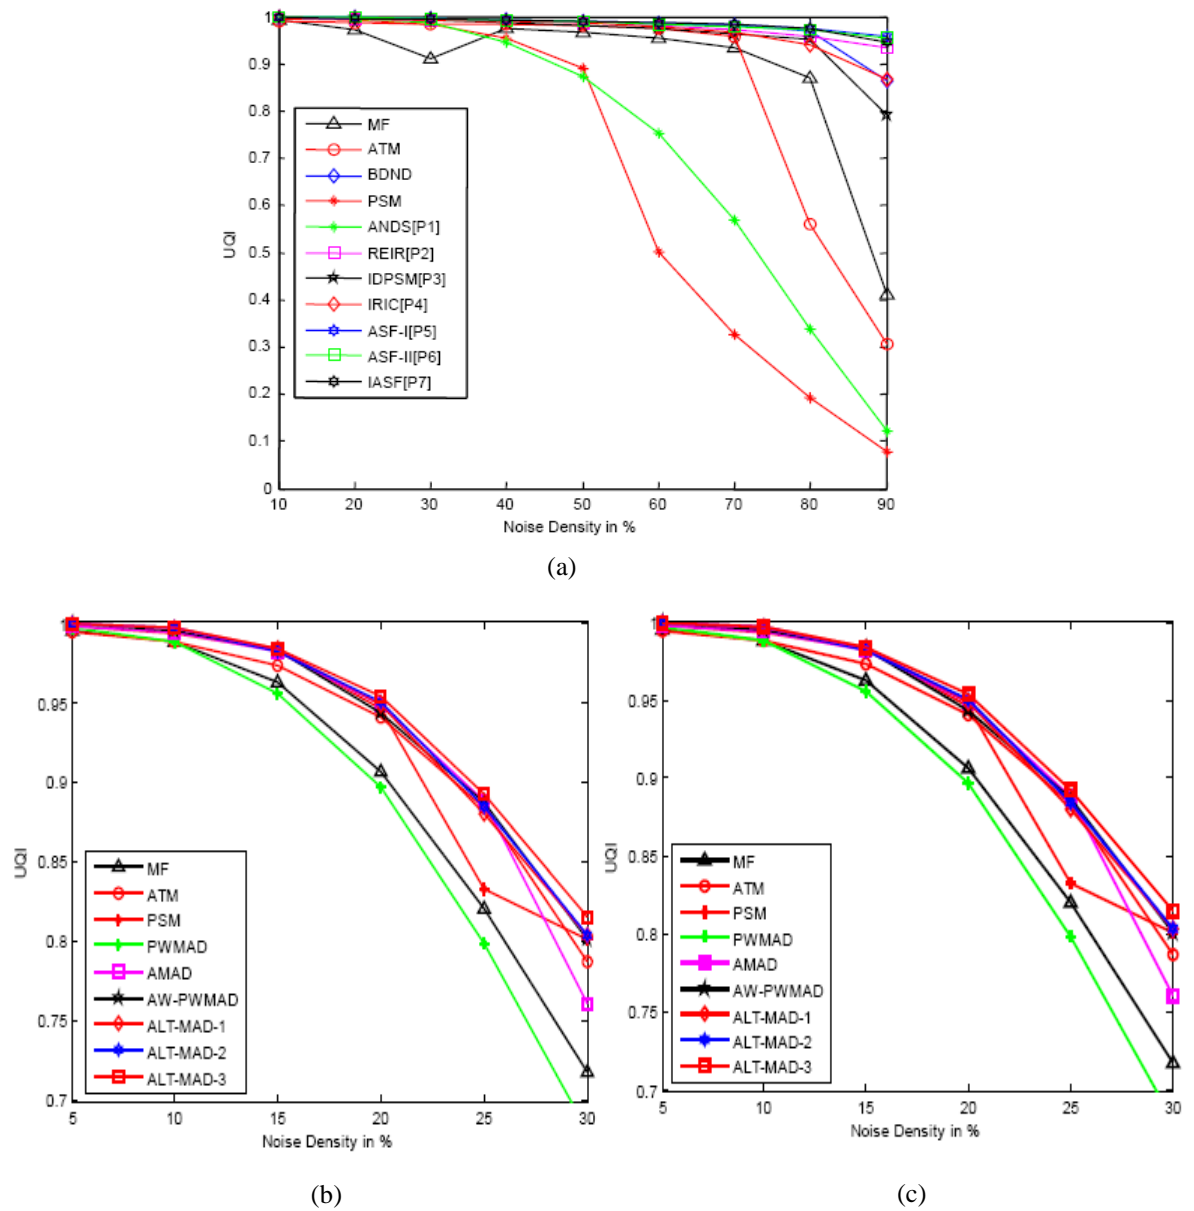 1
0.9
0.8
0.7
0.6
0.5
0.4
0.3
0.2
0.1
0
UQI
MF
ATM
BDND
PSM
ANDS[P1]
REIR[P2]
IDPSM[P3]
IRIC[P4]
ASF-I[P5]
ASF-II[P6]
IASF[P7]
10 20 30 40 50 60 70 80 90
Noise Density in %
(a)
1
0.95
0.9
0.85
0.8
0.75
0.7
UQI
MF
ATM
PSM
PWMAD
AMAD
AW-PWMAD
ALT-MAD-1
ALT-MAD-2
ALT-MAD-3
5 10 15 20 25 30
Noise Density in %
(b)
1
0.95
0.9
0.85
0.8
0.75
0.7
UQI
MF
ATM
PSM
PWMAD
AMAD
AW-PWMAD
ALT-MAD-1
ALT-MAD-2
ALT-MAD-3
5 10 15 20 25 30
Noise Density in %
(c)